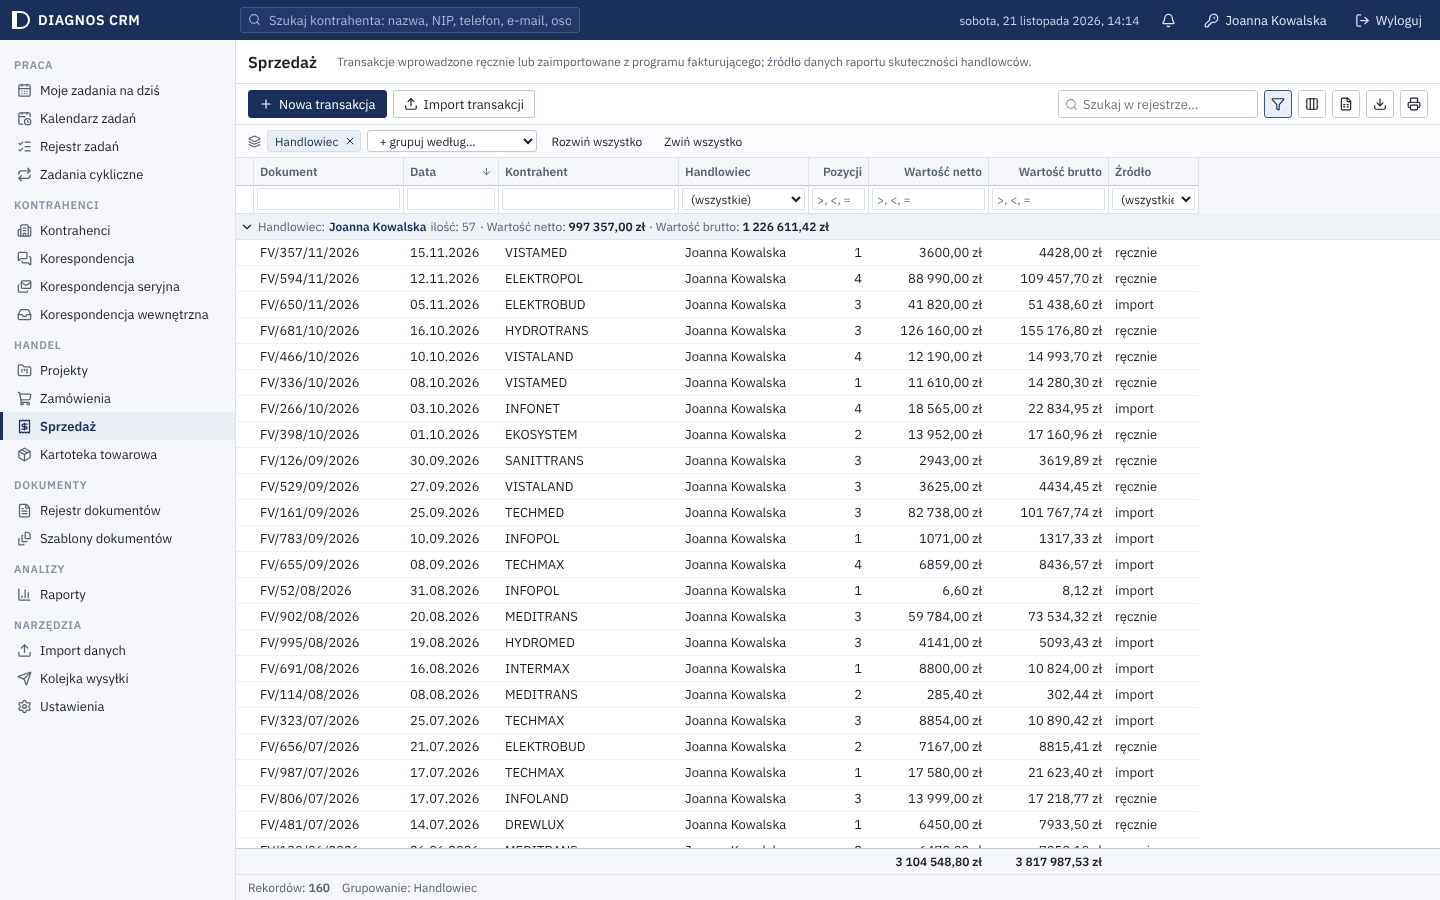 DIAGNOS CRM
Szukaj kontrahenta: nazwa, NIP, telefon, e-mail, oso
sobota, 21 listopada 2026, 14:14
Joanna Kowalska
Wyloguj
PRACA
Moje zadania na dziś
Kalendarz zadań
Rejestr zadań
Zadania cykliczne
KONTRAHENCI
Kontrahenci
Korespondencja
Korespondencja seryjna
Korespondencja wewnętrzna
HANDEL
Projekty
Zamówienia
Sprzedaż
Kartoteka towarowa
DOKUMENTY
Rejestr dokumentów
Szablony dokumentów
ANALIZY
Raporty
NARZĘDZIA
Import danych
Kolejka wysyłki
Ustawienia
Sprzedaż Transakcje wprowadzone ręcznie lub zaimportowane z programu fakturującego; źródło danych raportu skuteczności handlowców.
Nowa transakcja Import transakcji Szukaj w rejestrze...
Handlowiec + grupuj według... Rozwiń wszystko Zwiń wszystko
Dokument Data Kontrahent Handlowiec Pozycji Wartość netto Wartość brutto Źródło
(wszystkie) >, <, = >, <, = >, <, = (wszystkie
Handlowiec: Joanna Kowalska ilość: 57 · Wartość netto: 997 357,00 zł · Wartość brutto: 1 226 611,42 zł
FV/357/11/2026 15.11.2026 VISTAMED Joanna Kowalska 1 3600,00 zł 4428,00 zł ręcznie
FV/594/11/2026 12.11.2026 ELEKTROPOL Joanna Kowalska 4 88 990,00 zł 109 457,70 zł ręcznie
FV/650/11/2026 05.11.2026 ELEKTROBUD Joanna Kowalska 3 41 820,00 zł 51 438,60 zł import
FV/681/10/2026 16.10.2026 HYDROTRANS Joanna Kowalska 3 126 160,00 zł 155 176,80 zł ręcznie
FV/466/10/2026 10.10.2026 VISTALAND Joanna Kowalska 4 12 190,00 zł 14 993,70 zł ręcznie
FV/336/10/2026 08.10.2026 VISTAMED Joanna Kowalska 1 11 610,00 zł 14 280,30 zł ręcznie
FV/266/10/2026 03.10.2026 INFONET Joanna Kowalska 4 18 565,00 zł 22 834,95 zł import
FV/398/10/2026 01.10.2026 EKOSYSTEM Joanna Kowalska 2 13 952,00 zł 17 160,96 zł ręcznie
FV/126/09/2026 30.09.2026 SANITTRANS Joanna Kowalska 3 2943,00 zł 3619,89 zł ręcznie
FV/529/09/2026 27.09.2026 VISTALAND Joanna Kowalska 3 3625,00 zł 4434,45 zł ręcznie
FV/161/09/2026 25.09.2026 TECHMED Joanna Kowalska 3 82 738,00 zł 101 767,74 zł import
FV/783/09/2026 10.09.2026 INFOPOL Joanna Kowalska 1 1071,00 zł 1317,33 zł import
FV/655/09/2026 08.09.2026 TECHMAX Joanna Kowalska 4 6859,00 zł 8436,57 zł import
FV/52/08/2026 31.08.2026 INFOPOL Joanna Kowalska 1 6,60 zł 8,12 zł import
FV/902/08/2026 20.08.2026 MEDITRANS Joanna Kowalska 3 59 784,00 zł 73 534,32 zł ręcznie
FV/995/08/2026 19.08.2026 HYDROMED Joanna Kowalska 3 4141,00 zł 5093,43 zł import
FV/691/08/2026 16.08.2026 INTERMAX Joanna Kowalska 1 8800,00 zł 10 824,00 zł import
FV/114/08/2026 08.08.2026 MEDITRANS Joanna Kowalska 2 285,40 zł 302,44 zł import
FV/323/07/2026 25.07.2026 TECHMAX Joanna Kowalska 3 8854,00 zł 10 890,42 zł import
FV/656/07/2026 21.07.2026 ELEKTROBUD Joanna Kowalska 2 7167,00 zł 8815,41 zł ręcznie
FV/987/07/2026 17.07.2026 TECHMAX Joanna Kowalska 1 17 580,00 zł 21 623,40 zł import
FV/806/07/2026 17.07.2026 INFOLAND Joanna Kowalska 3 13 999,00 zł 17 218,77 zł ręcznie
FV/481/07/2026 14.07.2026 DREWLUX Joanna Kowalska 1 6450,00 zł 7933,50 zł ręcznie
3 104 548,80 zł 3 817 987,53 zł
Rekordów: 160 Grupowanie: Handlowiec